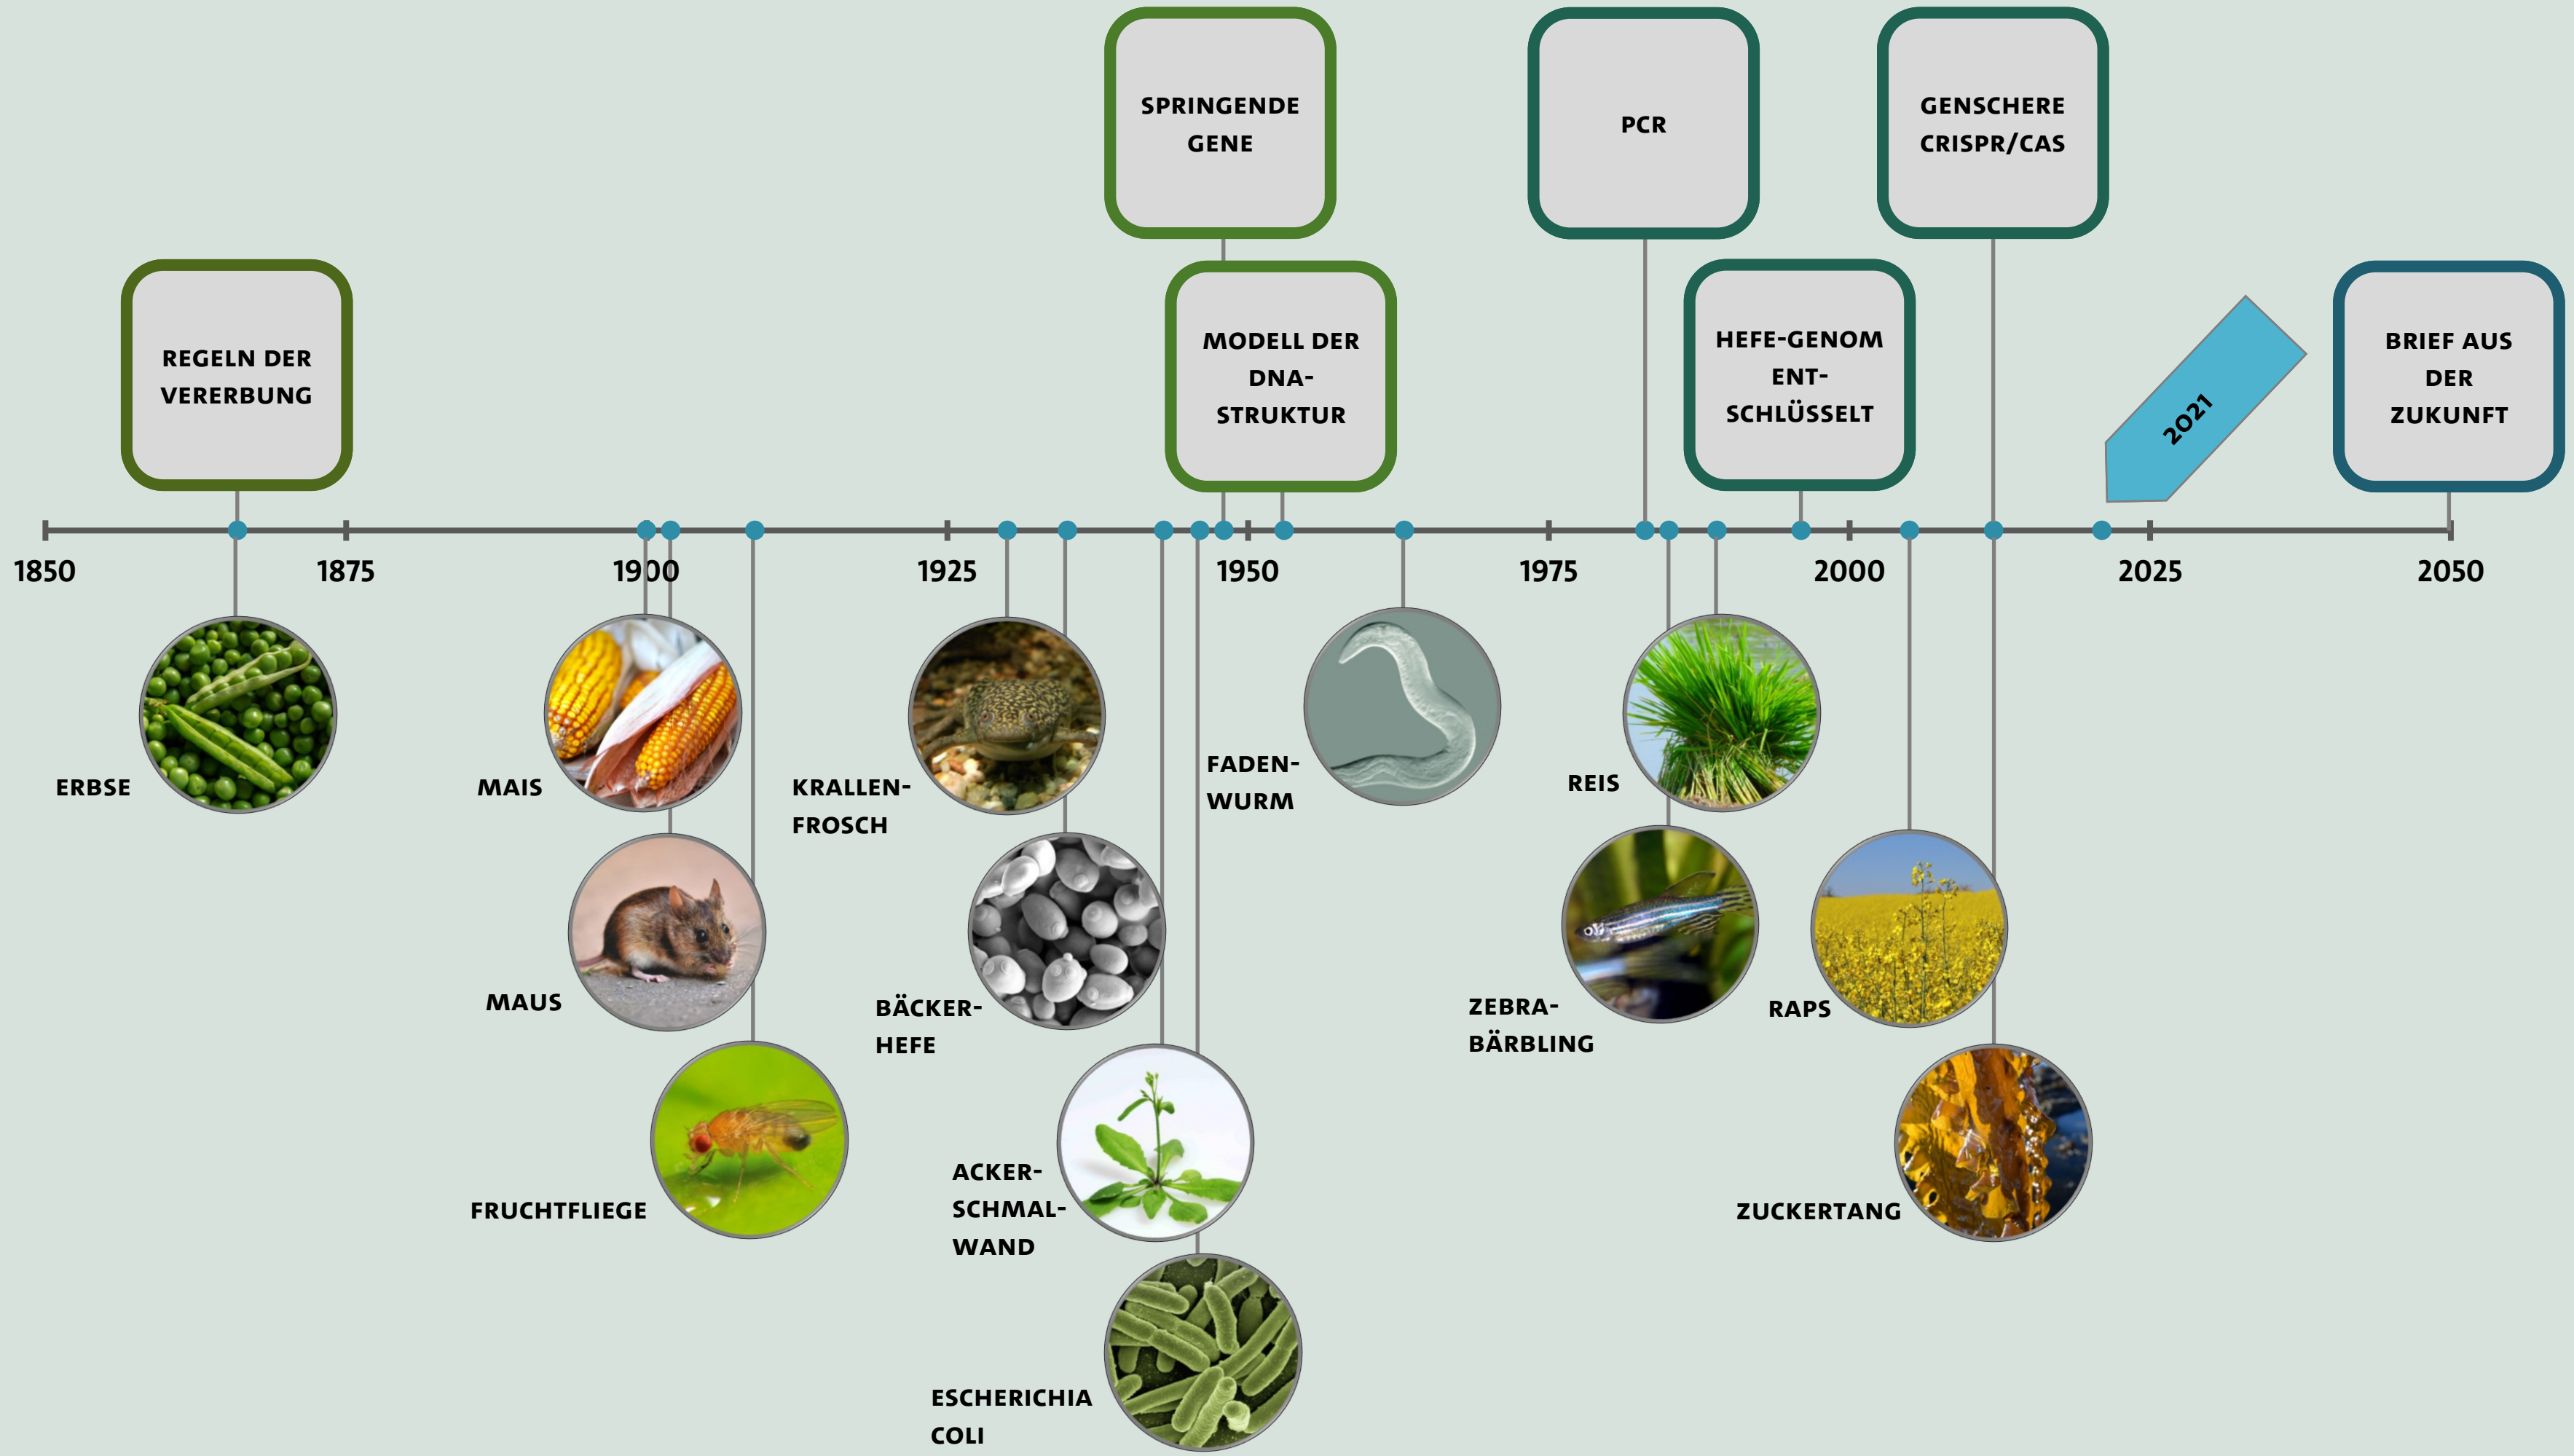 SPRINGENDE
GENE
PCR
GENSCHERE
CRISPR/CAS
REGELN DER
VERERBUNG
MODELL DER
DNA-
STRUKTUR
HEFE-GENOM
ENT-
SCHLÜSSELT
2021
BRIEF AUS
DER
ZUKUNFT
1850
1875
1900
1925
1950
1975
2000
2025
2050
ERBSE
MAIS
KRALLEN-
FROSCH
FADEN-
WURM
REIS
MAUS
BÄCKER-
HEFE
ZEBRA-
BÄRBLING
RAPS
FRUCHTFLIEGE
ACKER-
SCHMAL-
WAND
ZUCKERTANG
ESCHERICHIA
COLI